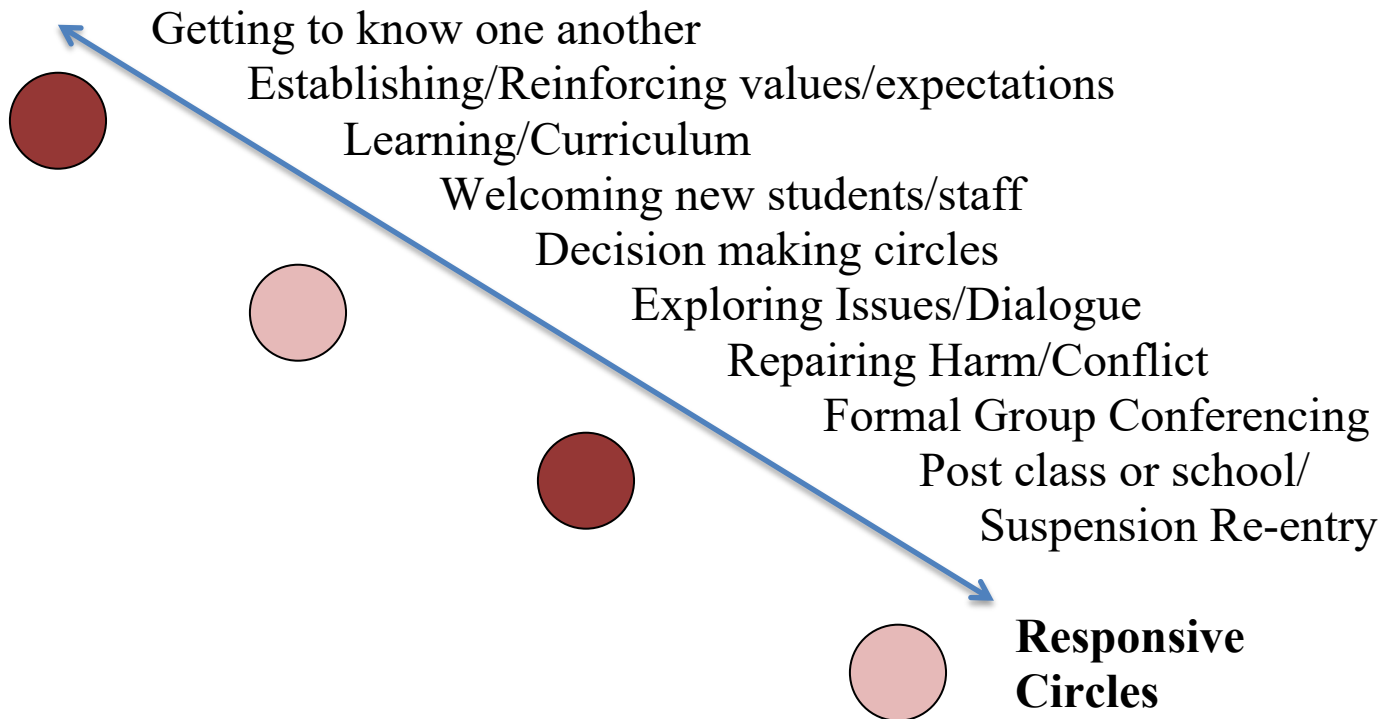 Getting to know one another
Establishing/Reinforcing values/expectations
Learning/Curriculum
Welcoming new students/staff
Decision making circles
Exploring Issues/Dialogue
Repairing Harm/Conflict
Formal Group Conferencing
Post class or school/
Suspension Re-entry
Responsive
Circles